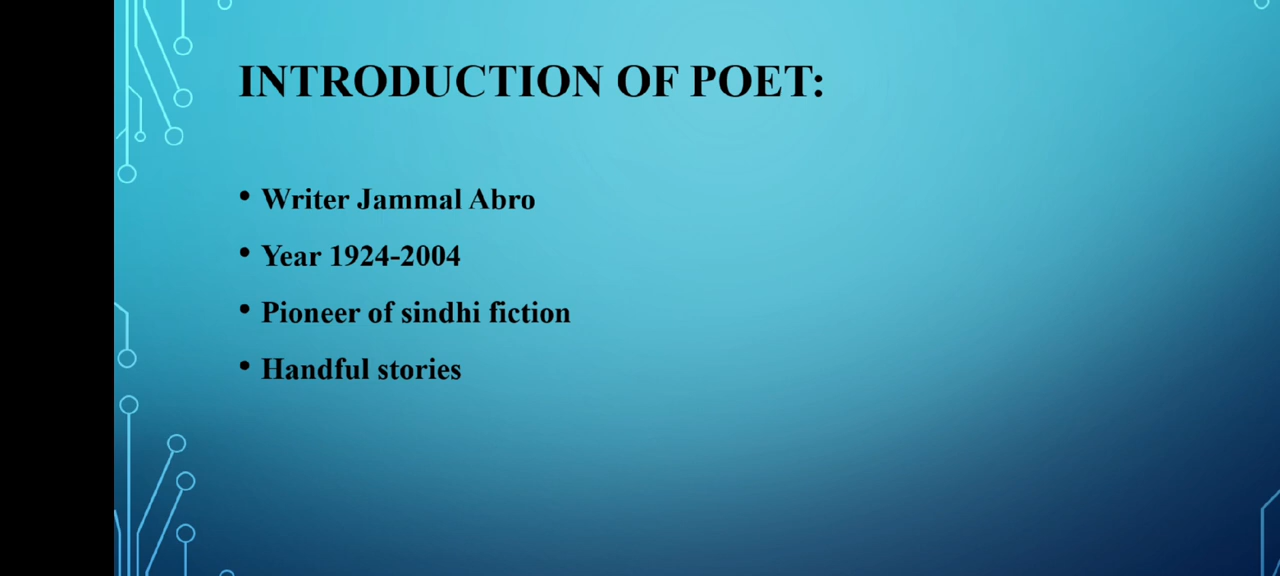 INTRODUCTION OF POET:
• Writer Jammal Abro
• Year 1924-2004
• Pioneer of sindhi fiction
• Handful stories